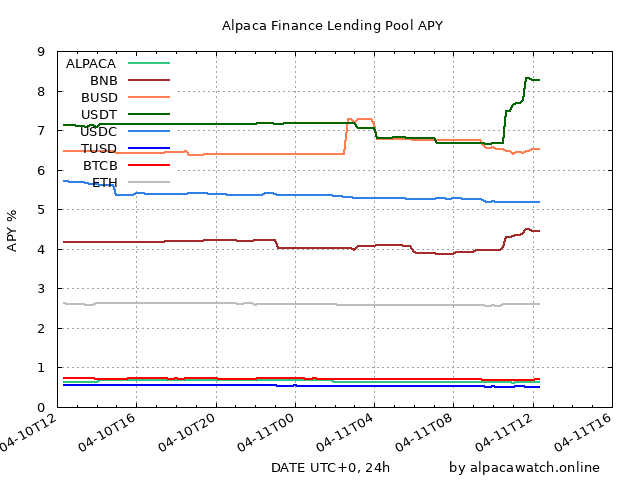 Alpaca Finance Lending Pool APY
9
8
7
6
5
4
3
2
1
0
APY %
ALPACA
BNB
BUSD
USDT
USDC
TUSD
BTCB
ETH
04-10T12
04-10T16
04-10T20
04-11T00
04-11T04
04-11T08
04-11T12
04-11T16
DATE UTC+0, 24h
by alpacawatch.online